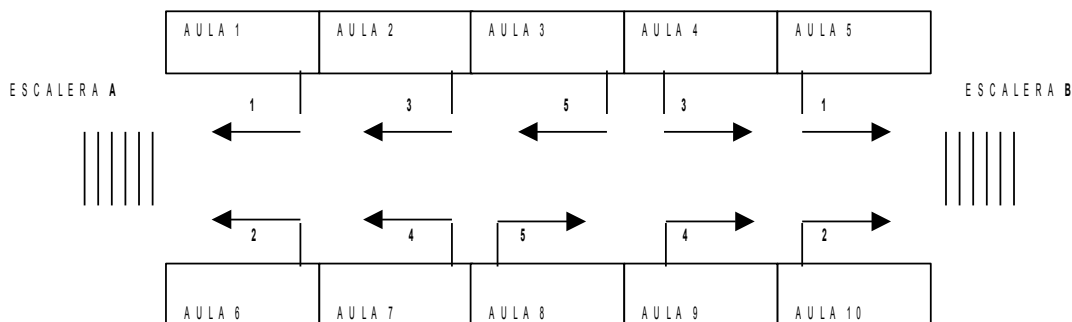 AULA 1 AULA 2 AULA 3 AULA 4 AULA 5
ESCALERA A ESCALERA B
1 3 5 3 1
2 4 5 4 2
AULA 6 AULA 7 AULA 8 AULA 9 AULA 10